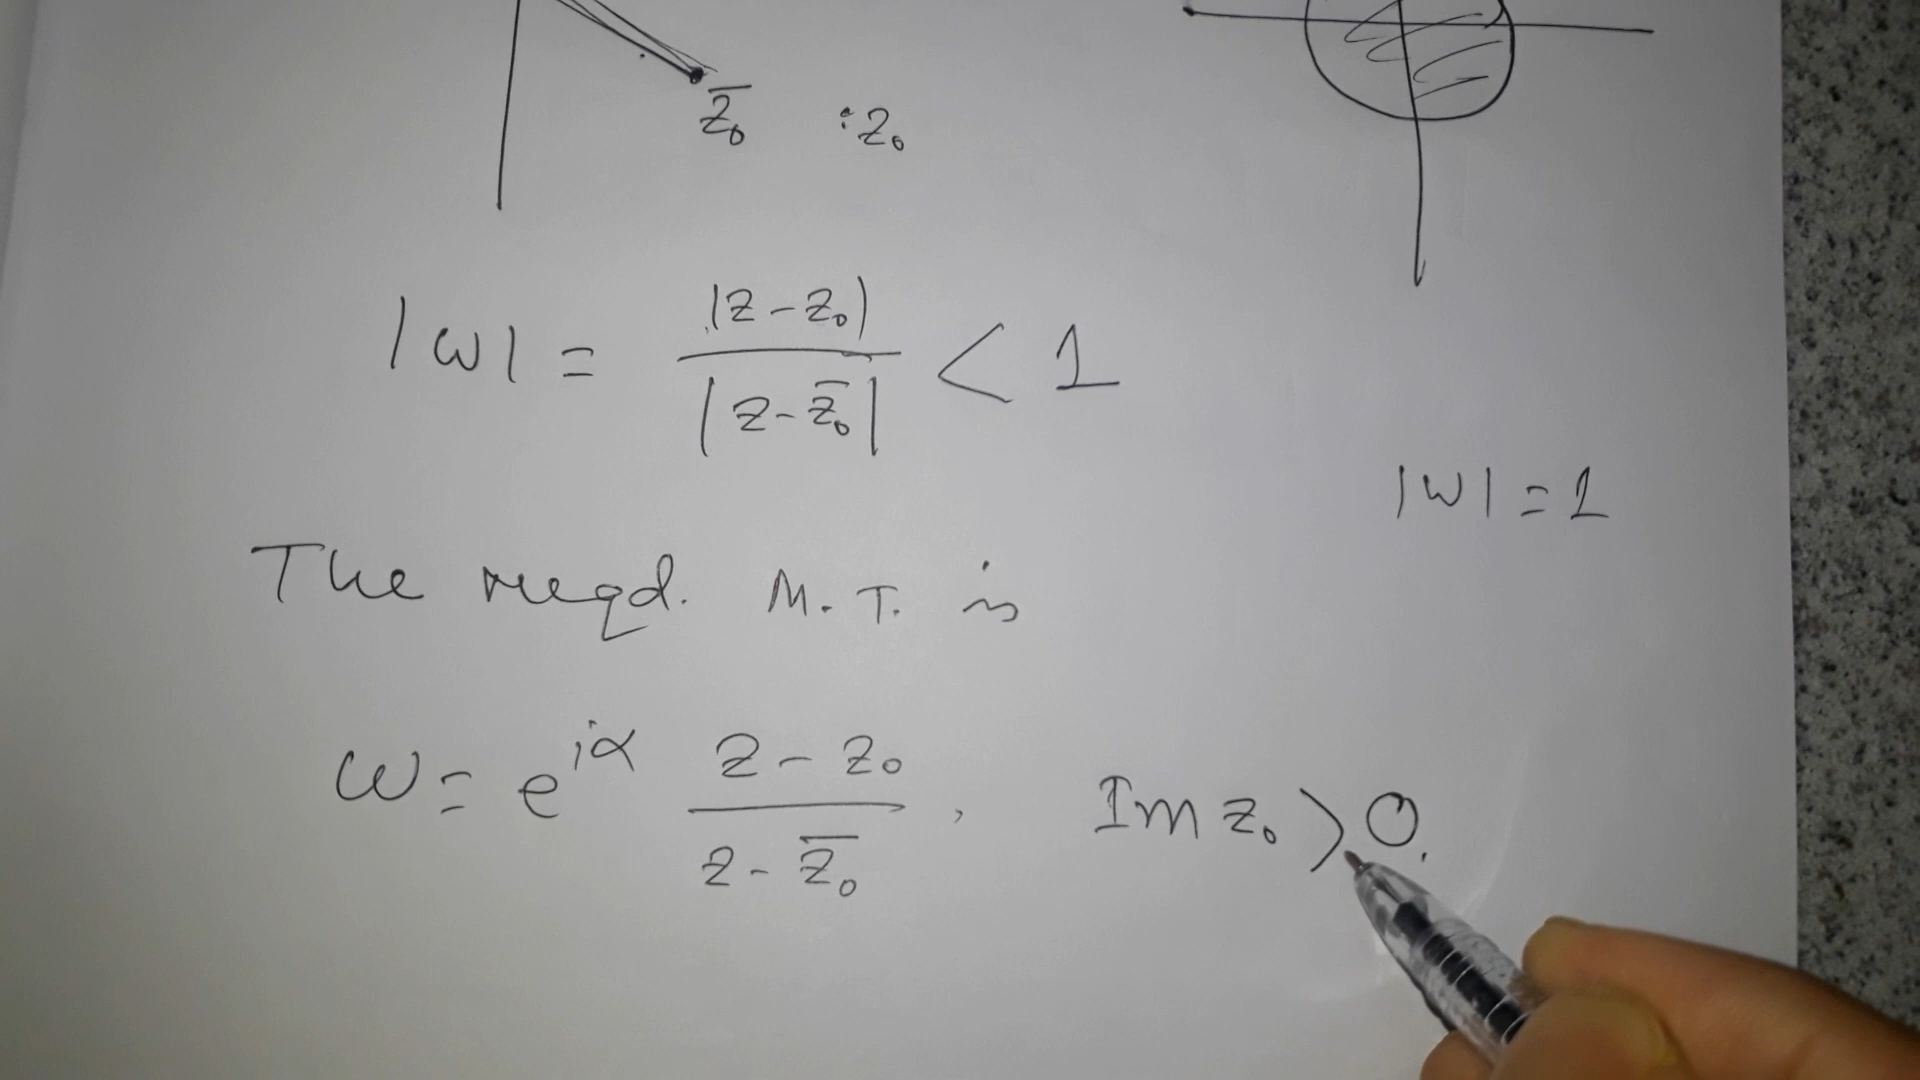 z̄₀ : z₀
|ω| = |z - z₀| / |z - z̄₀| < 1
|w| = 1
The reqd. M. T. is
ω = e^{iα} (z - z₀) / (z - z̄₀), Im z₀ > 0.